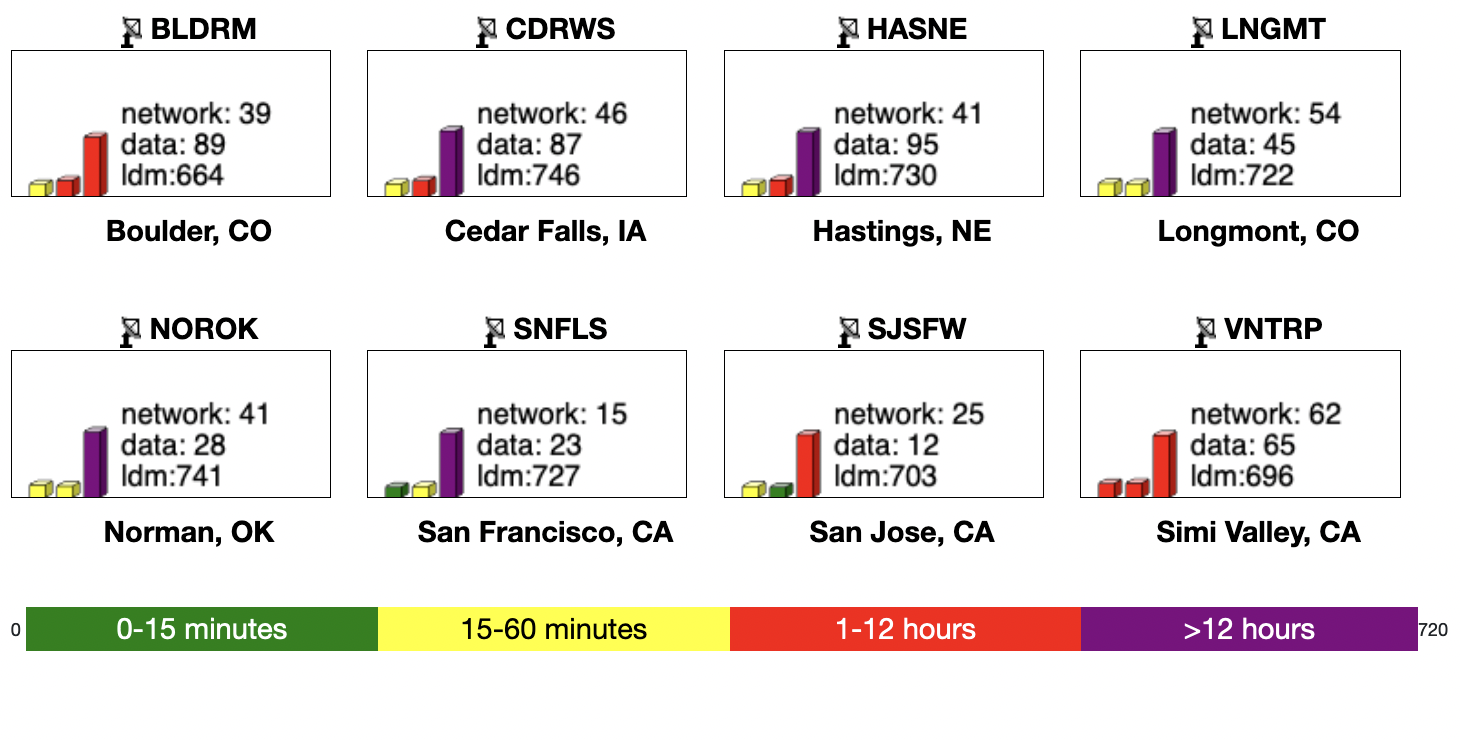 BLDRM
network: 39
data: 89
ldm:664
Boulder, CO
CDRWS
network: 46
data: 87
ldm:746
Cedar Falls, IA
HASNE
network: 41
data: 95
ldm:730
Hastings, NE
LNGMT
network: 54
data: 45
ldm:722
Longmont, CO
NOROK
network: 41
data: 28
ldm:741
Norman, OK
SNFLS
network: 15
data: 23
ldm:727
San Francisco, CA
SJSFW
network: 25
data: 12
ldm:703
San Jose, CA
VNTRP
network: 62
data: 65
ldm:696
Simi Valley, CA
0 0-15 minutes 15-60 minutes 1-12 hours >12 hours 720